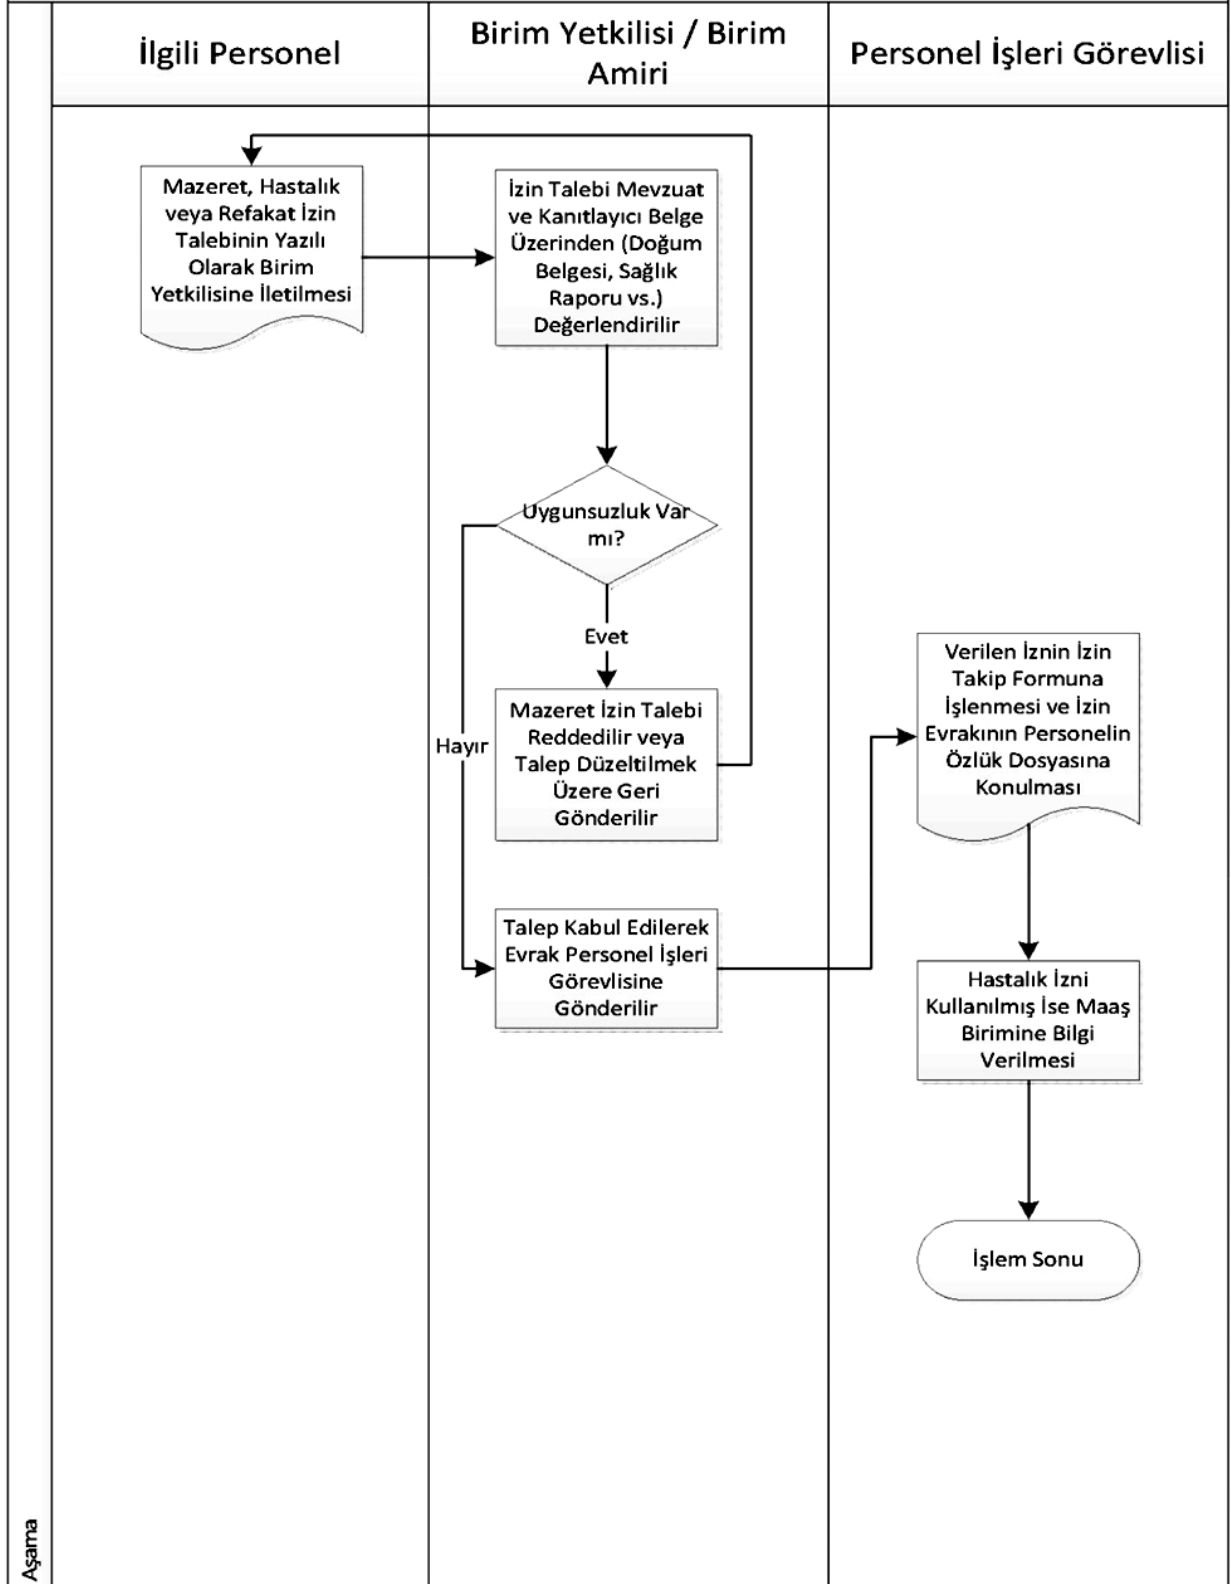 İlgili Personel
Birim Yetkilisi / Birim
Amiri
Personel İşleri Görevlisi
Mazeret, Hastalık
veya Refakat İzin
Talebinin Yazılı
Olarak Birim
Yetkilisine İletilmesi
İzin Talebi Mevzuat
ve Kanıtlayıcı Belge
Üzerinden (Doğum
Belgesi, Sağlık
Raporu vs.)
Değerlendirilir
Uygunsuzluk Var
mı?
Evet
Hayır
Mazeret İzin Talebi
Reddedilir veya
Talep Düzeltilmek
Üzere Geri
Gönderilir
Talep Kabul Edilerek
Evrak Personel İşleri
Görevlisine
Gönderilir
Verilen İznin İzin
Takip Formuna
İşlenmesi ve İzin
Evrakının Personelin
Özlük Dosyasına
Konulması
Hastalık İzni
Kullanılmış İse Maaş
Birimine Bilgi
Verilmesi
İşlem Sonu
Aşama